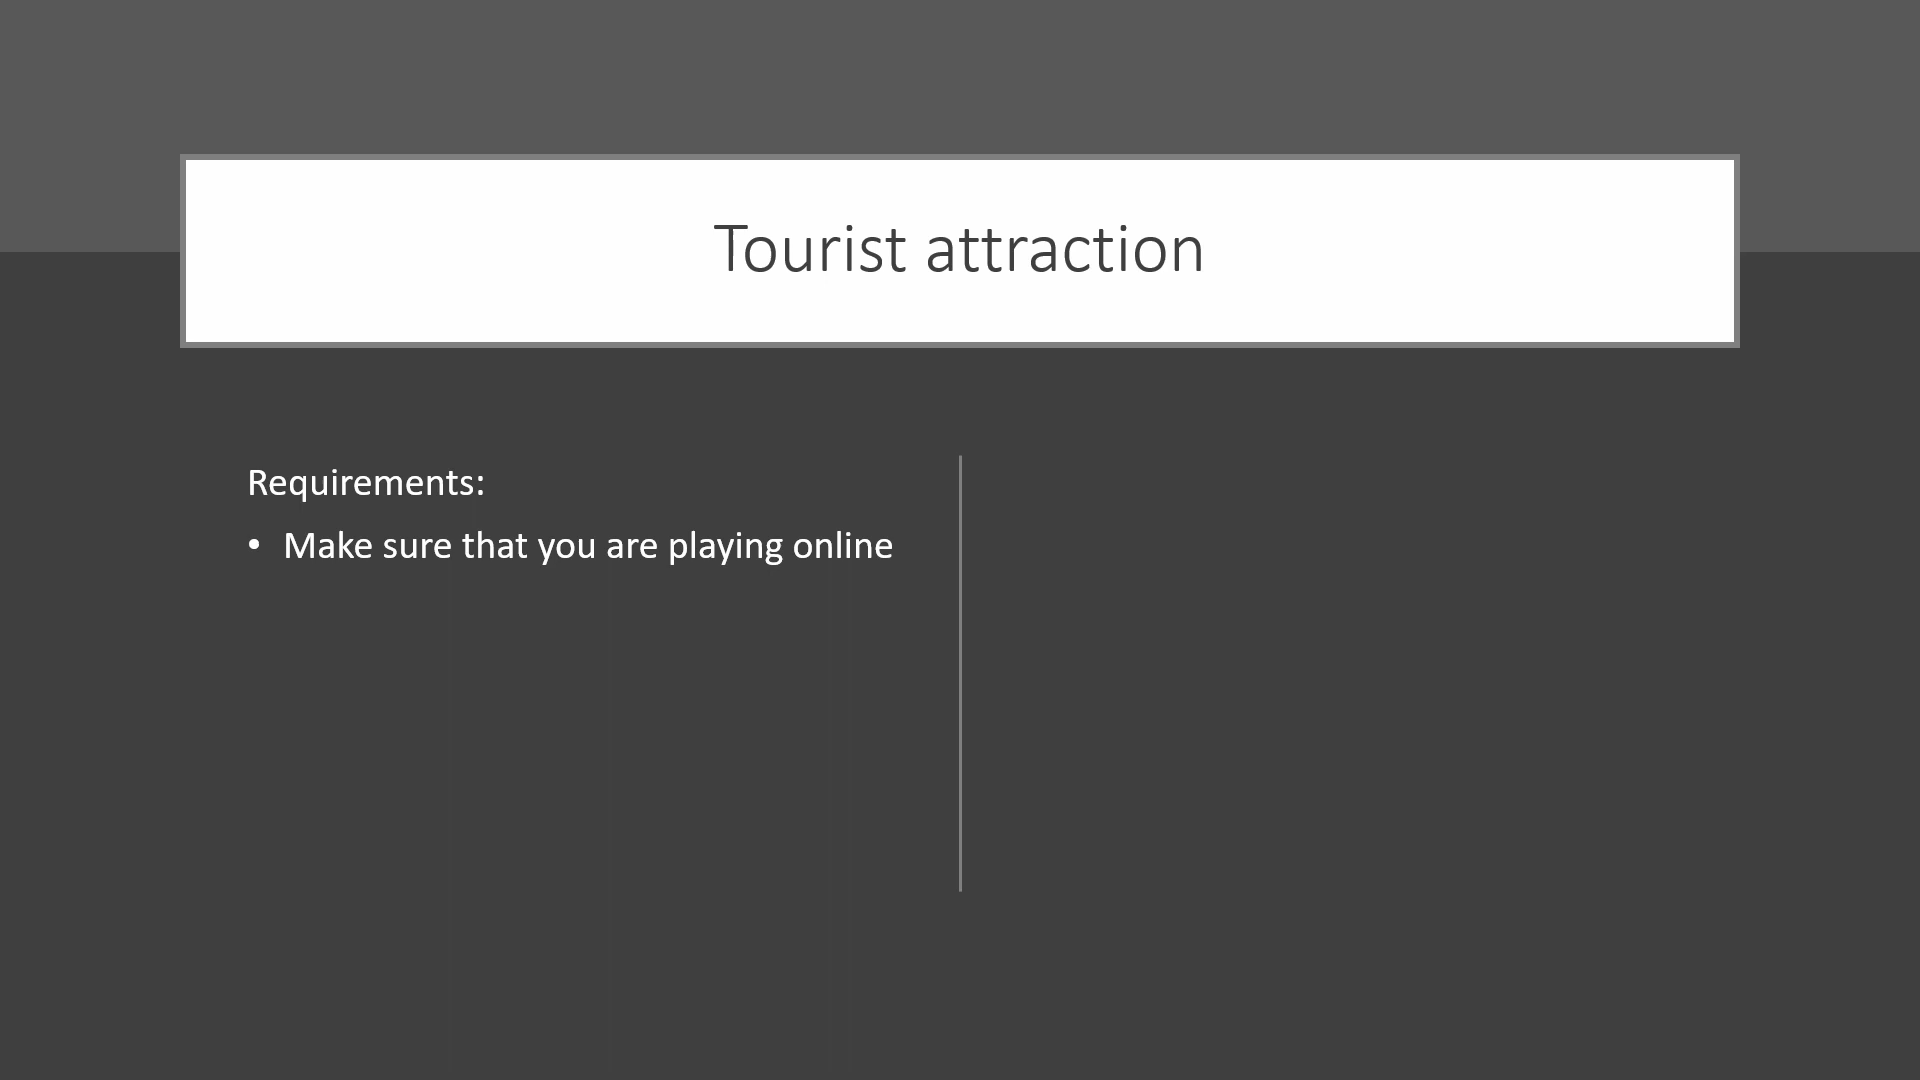 Tourist attraction
Requirements:
• Make sure that you are playing online